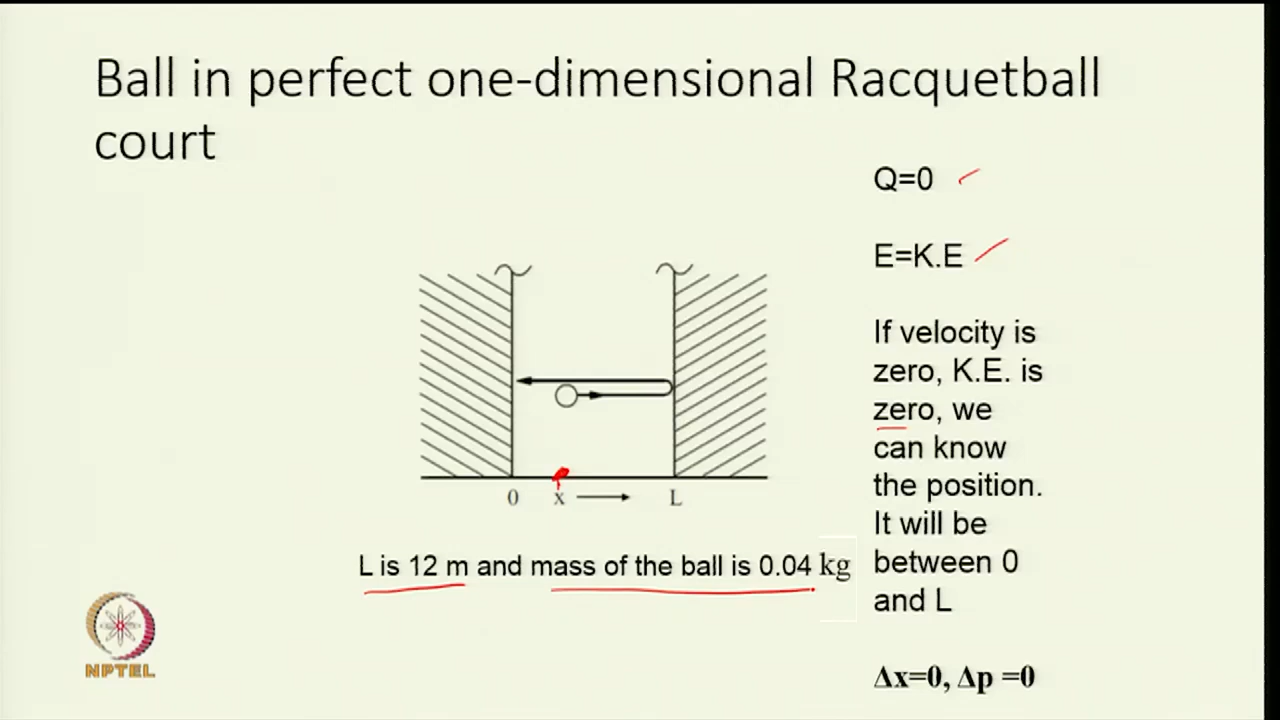 Ball in perfect one-dimensional Racquetball
court
Q=0
E=K.E
If velocity is
zero, K.E. is
zero, we
can know
the position.
It will be
between 0
and L
Δx=0, Δp =0
0 x L
L is 12 m and mass of the ball is 0.04 kg
NPTEL